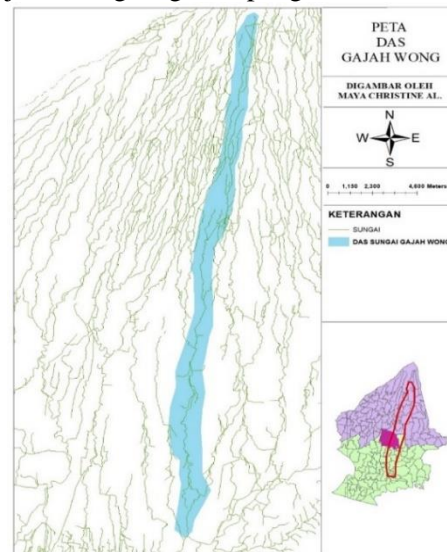 PETA
DAS
GAJAH WONG
DIGAMBAR OLEH
MAYA CHRISTINE AL.
N
W E
S
0 1,150 2,300 4,600 Meters
KETERANGAN
SUNGAI
DAS SUNGAI GAJAH WONG